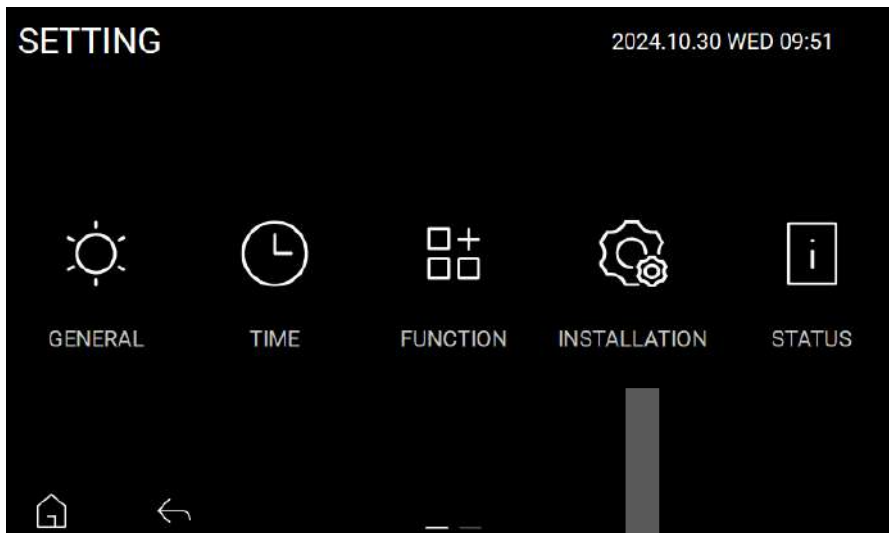 SETTING
2024.10.30 WED 09:51
GENERAL
TIME
FUNCTION
INSTALLATION
STATUS